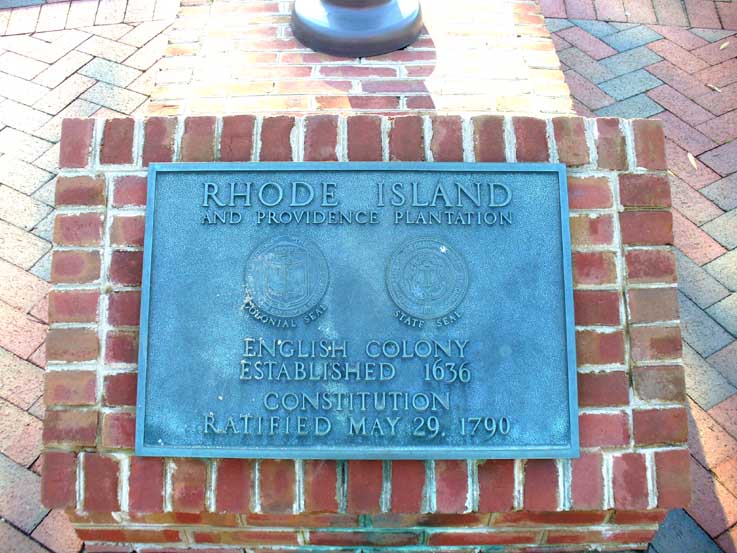 RHODE ISLAND
AND PROVIDENCE PLANTATION
COLONIAL SEAL
STATE SEAL
ENGLISH COLONY
ESTABLISHED 1636
CONSTITUTION
RATIFIED MAY 29, 1790